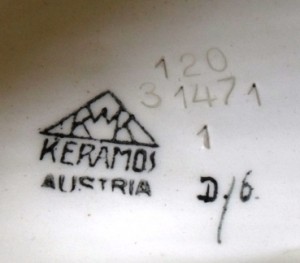 120
31471
1
KERAMOS
AUSTRIA
D/6.